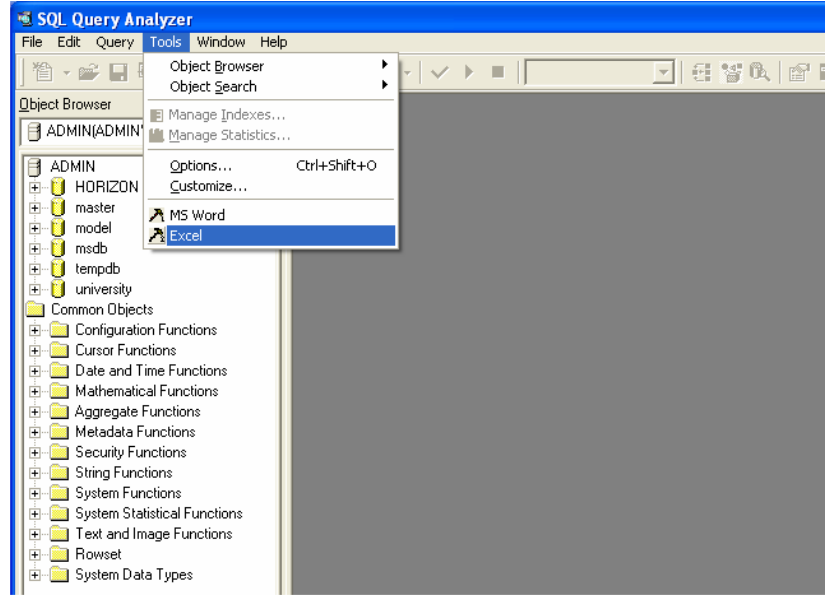 SQL Query Analyzer
File Edit Query Tools Window Help
Object Browser
Object Search
Manage Indexes...
Manage Statistics...
Options... Ctrl+Shift+O
Customize...
MS Word
Excel
Object Browser
ADMIN(ADMIN\
ADMIN
HORIZON
master
model
msdb
tempdb
university
Common Objects
Configuration Functions
Cursor Functions
Date and Time Functions
Mathematical Functions
Aggregate Functions
Metadata Functions
Security Functions
String Functions
System Functions
System Statistical Functions
Text and Image Functions
Rowset
System Data Types